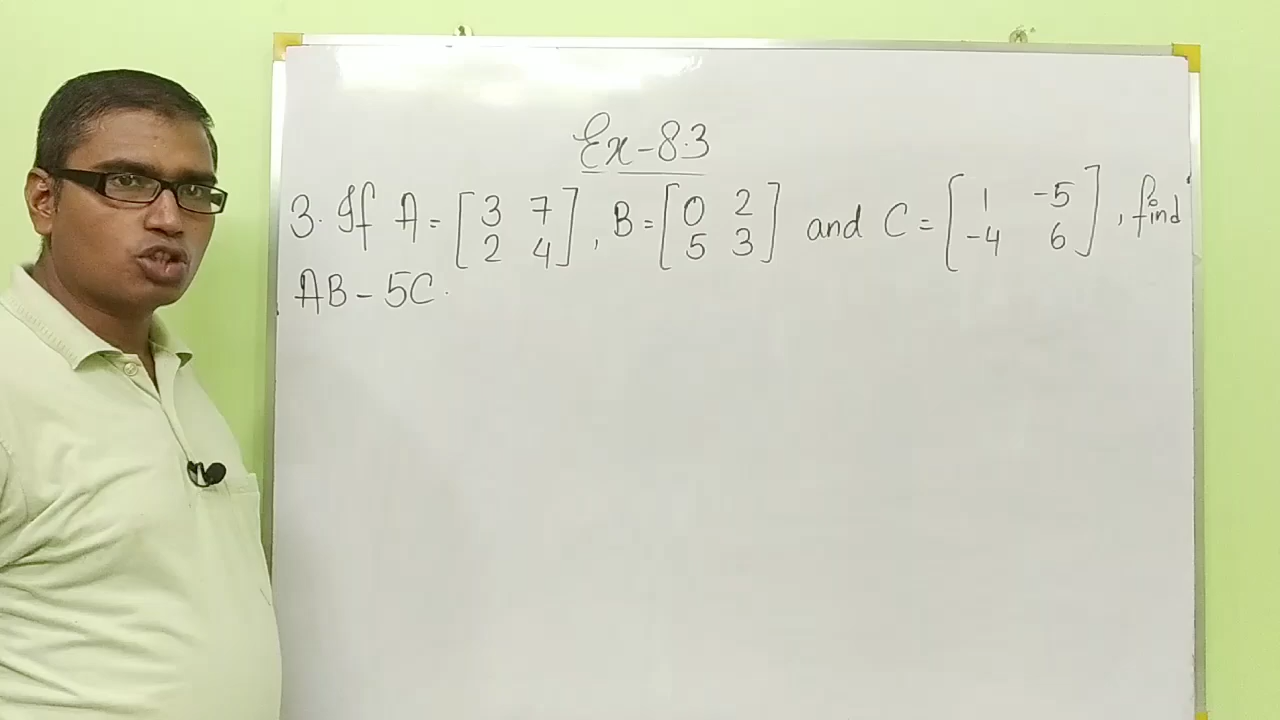 Ex-8.3
3. If A = [3 7 2 4], B = [0 2 5 3] and C = [1 -5 -4 6], find
AB - 5C.